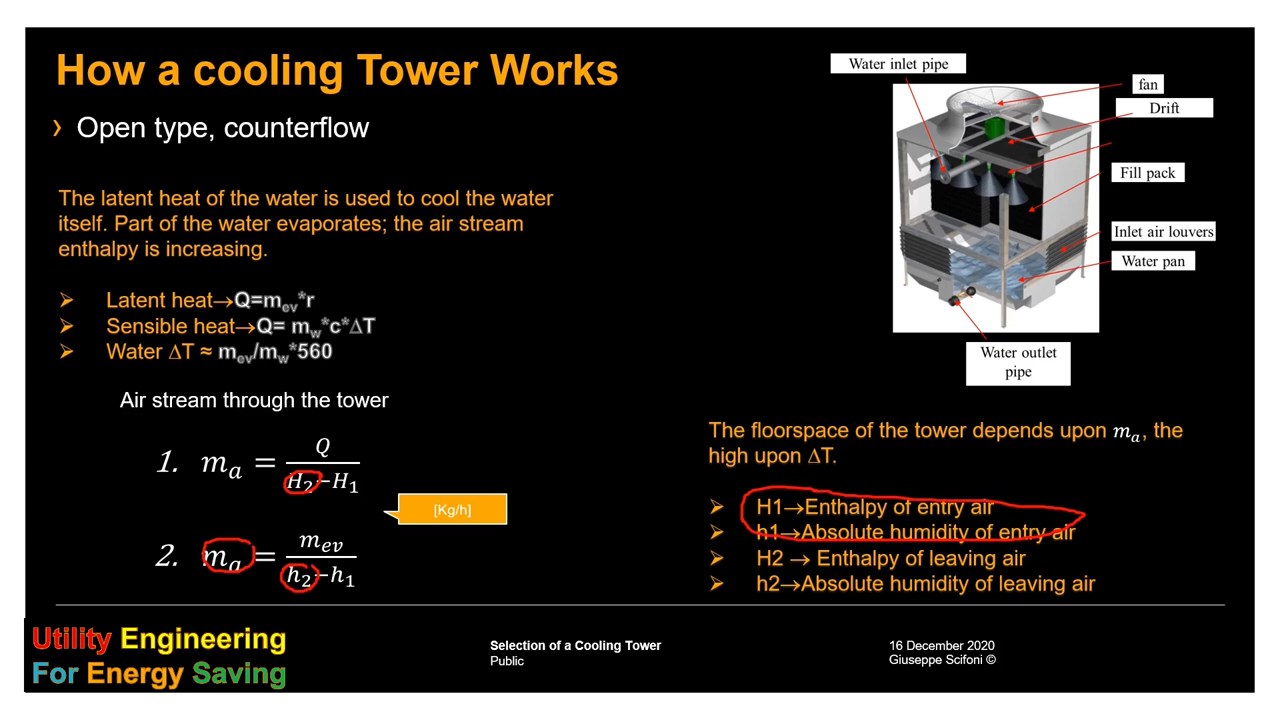 How a cooling Tower Works
› Open type, counterflow
The latent heat of the water is used to cool the water
itself. Part of the water evaporates; the air stream
enthalpy is increasing.
➢ Latent heat→Q=mₑᵥ*r
➢ Sensible heat→Q= m_w*c*ΔT
➢ Water ΔT ≈ mₑᵥ/m_w*560
Air stream through the tower
1. mₐ = Q / (H₂−H₁)
[Kg/h]
2. mₐ = mₑᵥ / (h₂−h₁)
Water inlet pipe
fan
Drift
Fill pack
Inlet air louvers
Water pan
Water outlet
pipe
The floorspace of the tower depends upon mₐ, the
high upon ΔT.
➢ H1→Enthalpy of entry air
➢ h1→Absolute humidity of entry air
➢ H2 → Enthalpy of leaving air
➢ h2→Absolute humidity of leaving air
Utility Engineering
For Energy Saving
Selection of a Cooling Tower
Public
16 December 2020
Giuseppe Scifoni ©